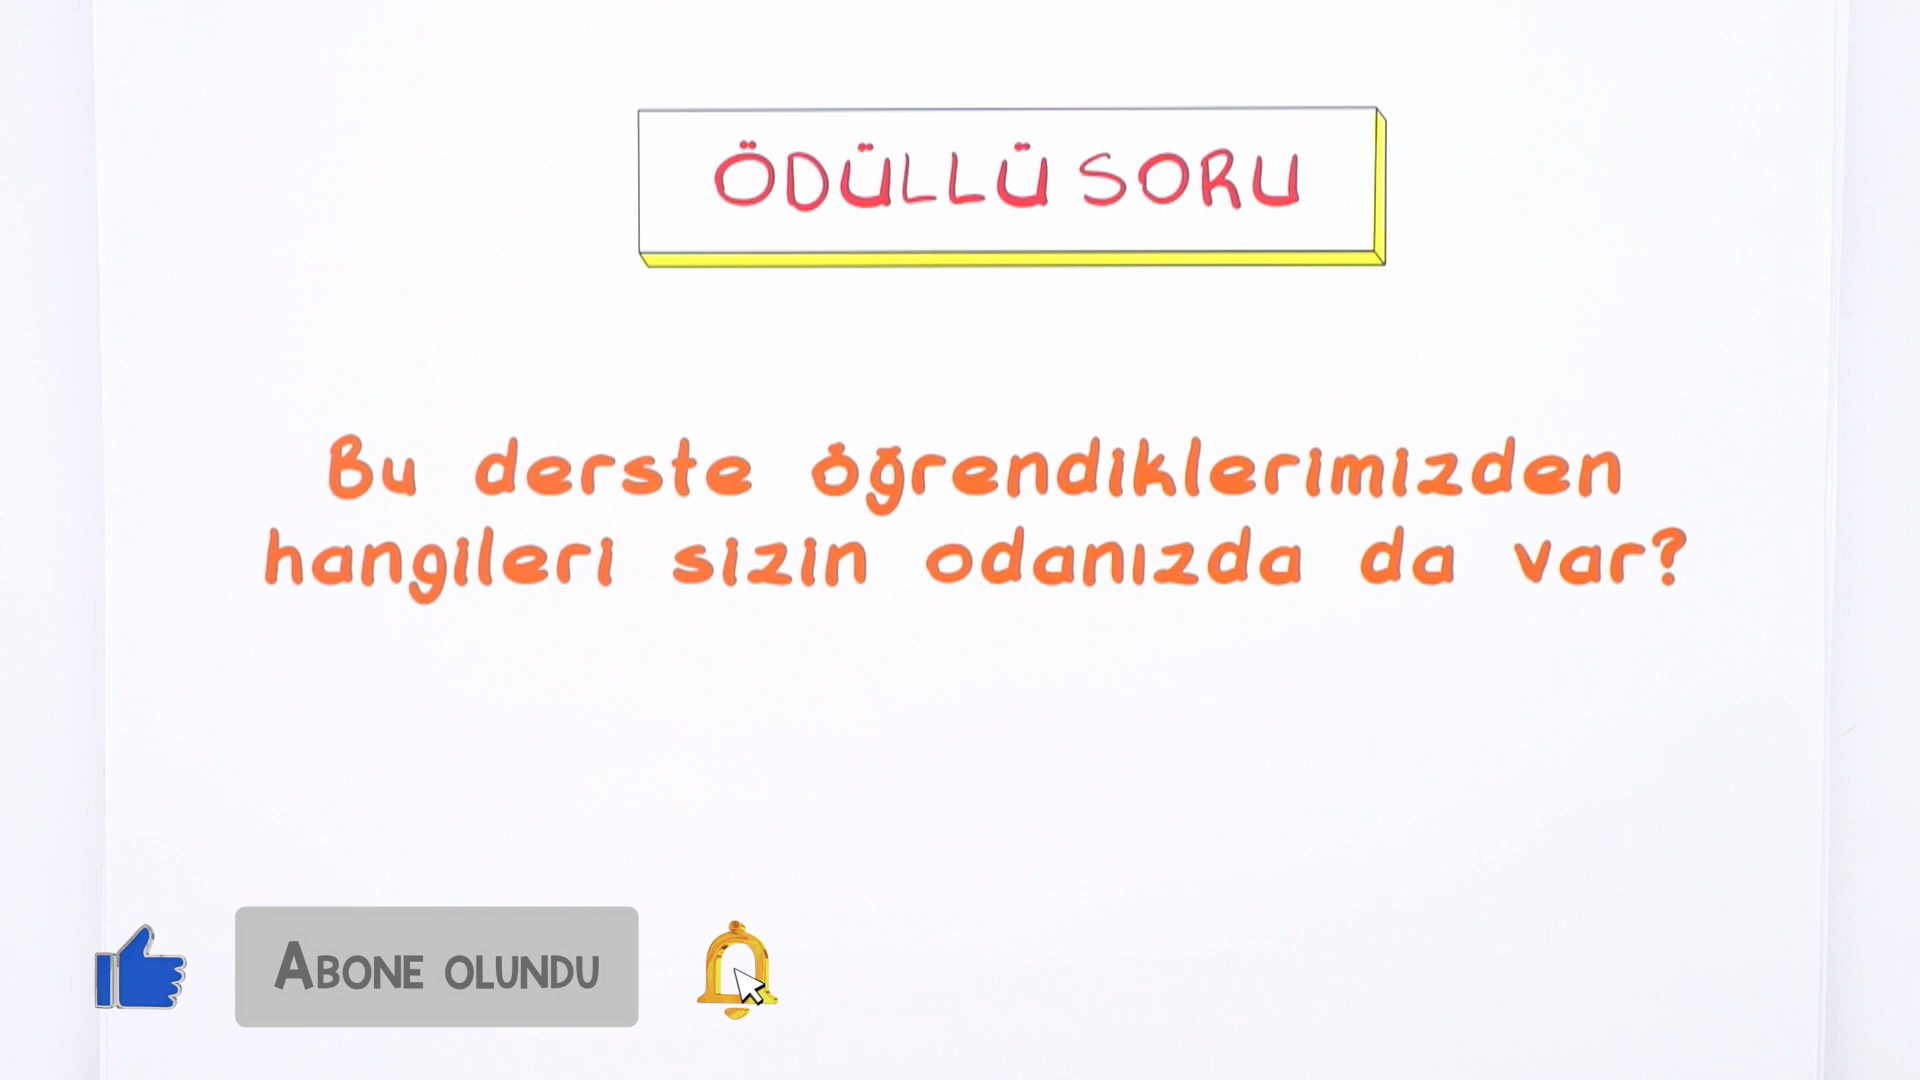 ÖDÜLLÜ SORU
Bu derste öğrendiklerimizden
hangileri sizin odanızda da var?
ABONE OLUNDU